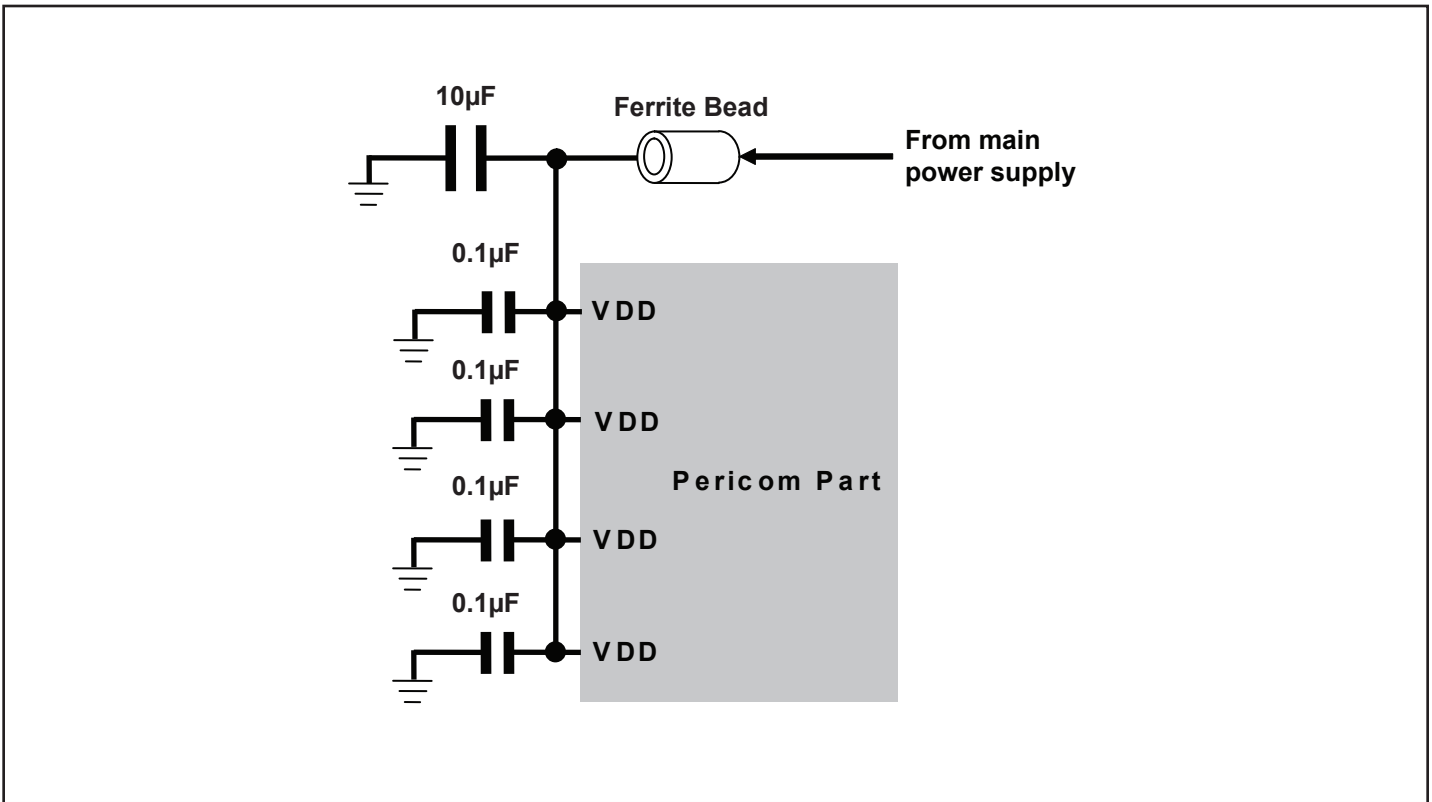 10µF
Ferrite Bead
From main
power supply
0.1µF
VDD
0.1µF
VDD
Pericom Part
0.1µF
VDD
0.1µF
VDD